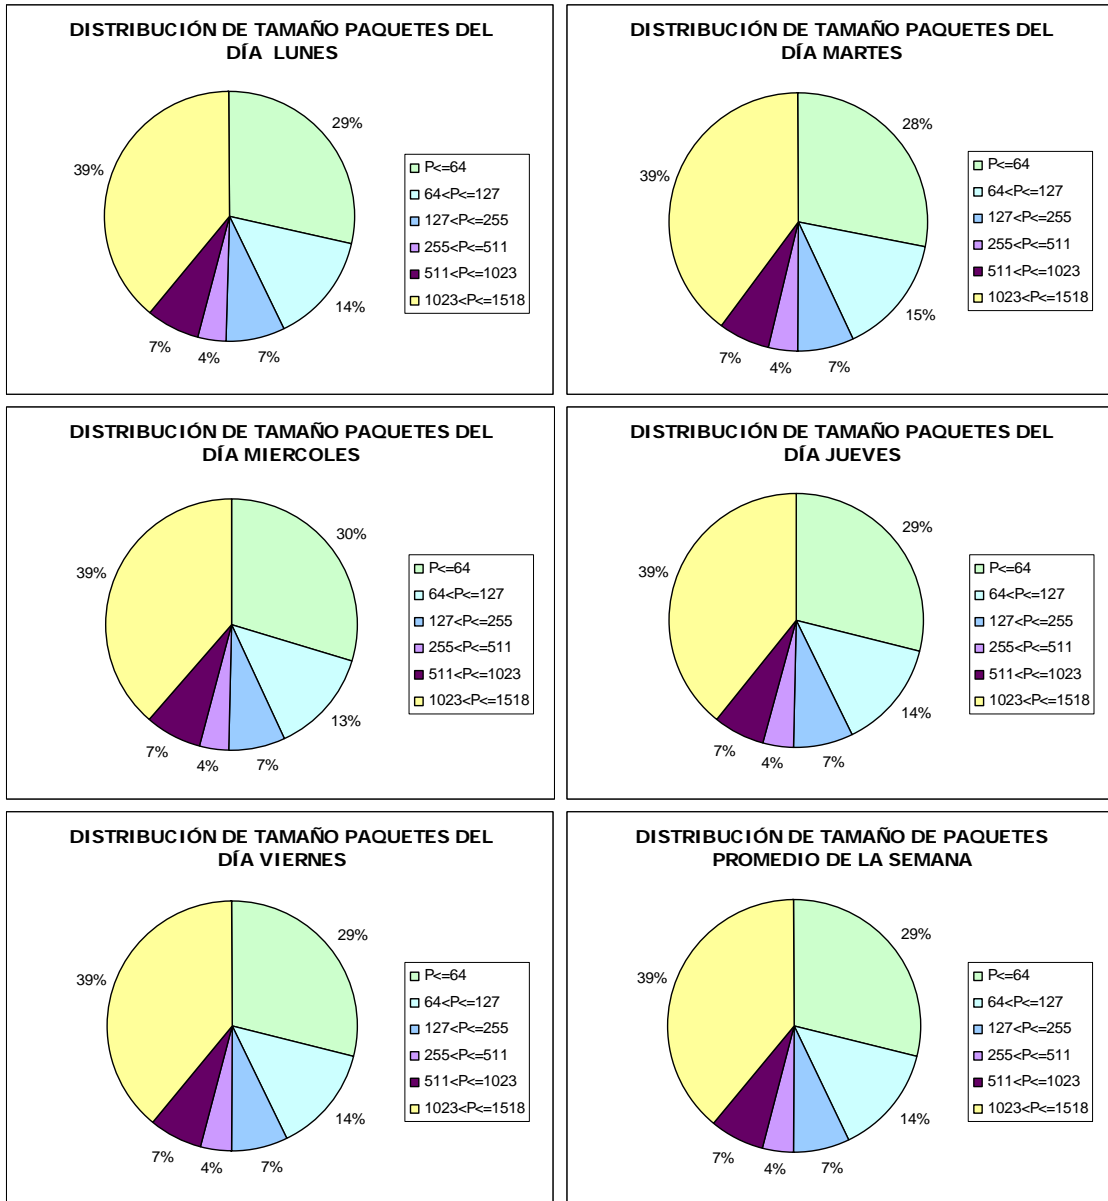 DISTRIBUCIÓN DE TAMAÑO PAQUETES DEL
DÍA LUNES
29%
39%
14%
7%
4%
7%
P<=64
64<P<=127
127<P<=255
255<P<=511
511<P<=1023
1023<P<=1518
DISTRIBUCIÓN DE TAMAÑO PAQUETES DEL
DÍA MARTES
28%
39%
15%
7%
4%
7%
P<=64
64<P<=127
127<P<=255
255<P<=511
511<P<=1023
1023<P<=1518
DISTRIBUCIÓN DE TAMAÑO PAQUETES DEL
DÍA MIERCOLES
30%
39%
13%
7%
4%
7%
P<=64
64<P<=127
127<P<=255
255<P<=511
511<P<=1023
1023<P<=1518
DISTRIBUCIÓN DE TAMAÑO PAQUETES DEL
DÍA JUEVES
29%
39%
14%
7%
4%
7%
P<=64
64<P<=127
127<P<=255
255<P<=511
511<P<=1023
1023<P<=1518
DISTRIBUCIÓN DE TAMAÑO PAQUETES DEL
DÍA VIERNES
29%
39%
14%
7%
4%
7%
P<=64
64<P<=127
127<P<=255
255<P<=511
511<P<=1023
1023<P<=1518
DISTRIBUCIÓN DE TAMAÑO DE PAQUETES
PROMEDIO DE LA SEMANA
29%
39%
14%
7%
4%
7%
P<=64
64<P<=127
127<P<=255
255<P<=511
511<P<=1023
1023<P<=1518